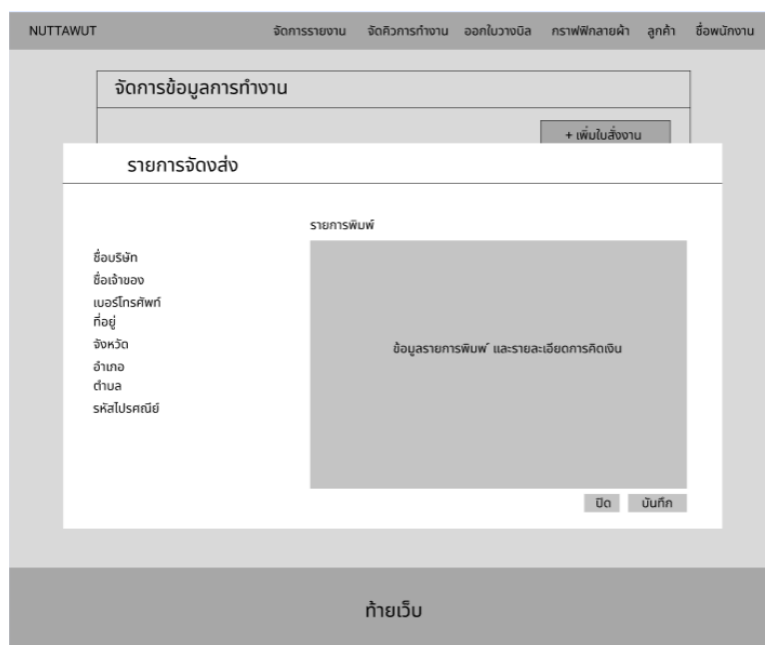 NUTTAWUT จัดการรายงาน จัดคิวการทำงาน ออกใบวางบิล กราฟฟิกลายผ้า ลูกค้า ชื่อพนักงาน
จัดการข้อมูลการทำงาน
+ เพิ่มใบสั่งงาน
รายการจัดงส่ง
รายการพิมพ์
ชื่อบริษัท
ชื่อเจ้าของ
เบอร์โทรศัพท์
ที่อยู่
จังหวัด
อำเภอ
ตำบล
รหัสไปรศณีย์
ข้อมูลรายการพิมพ์ และรายละเอียดการคิดเงิน
ปิด บันทึก
ท้ายเว็บ